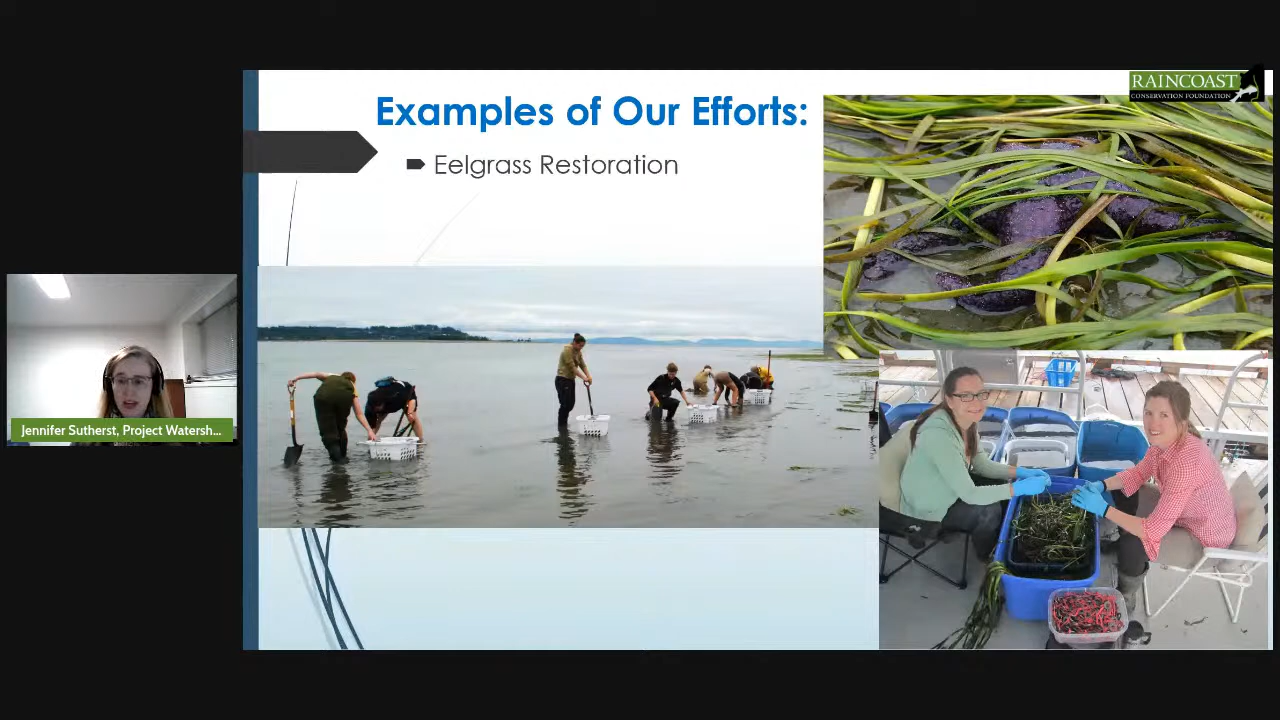 RAINCOAST
CONSERVATION FOUNDATION
Examples of Our Efforts:
Eelgrass Restoration
Jennifer Sutherst, Project Watersh...